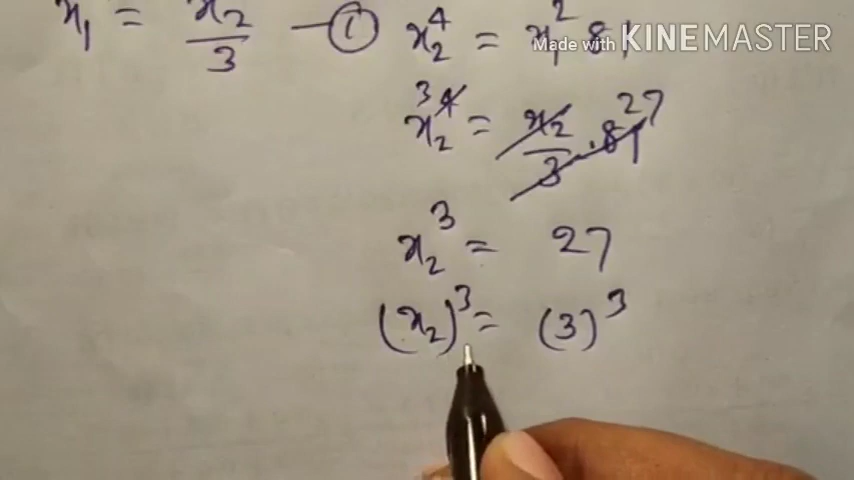 x₁ = x₂/3 — ① x₂⁴ = x₁² 81
Made with KINEMASTER
x₂³ ⁴ = x₂/3 · 81 27
x₂³ = 27
(x₂)³ = (3)³